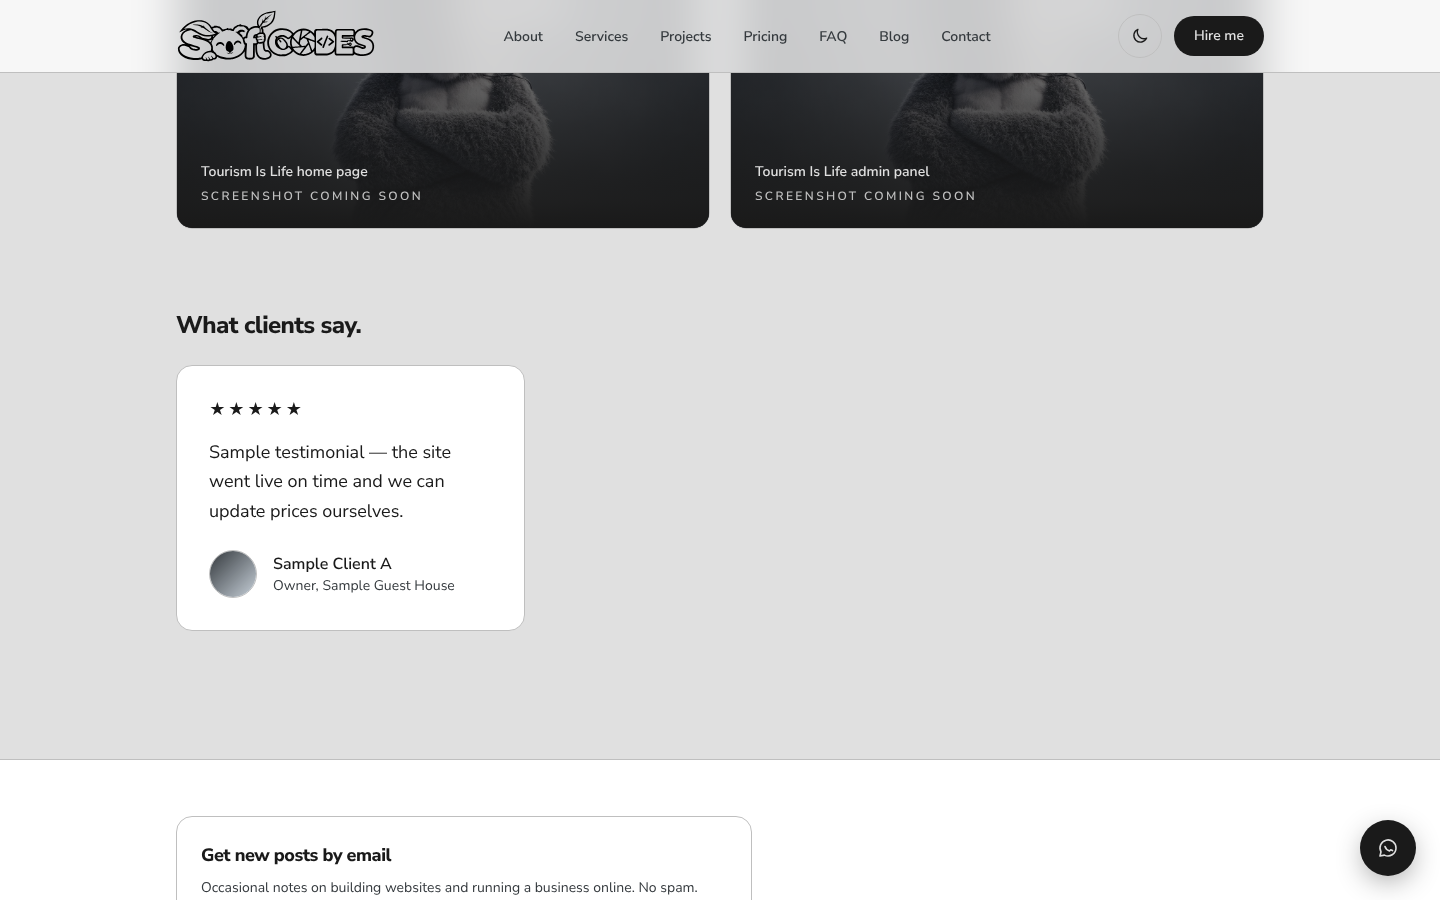 SofiCODES
About Services Projects Pricing FAQ Blog Contact
Hire me
Tourism Is Life home page
SCREENSHOT COMING SOON
Tourism Is Life admin panel
SCREENSHOT COMING SOON
What clients say.
★★★★★
Sample testimonial — the site
went live on time and we can
update prices ourselves.
Sample Client A
Owner, Sample Guest House
Get new posts by email
Occasional notes on building websites and running a business online. No spam.